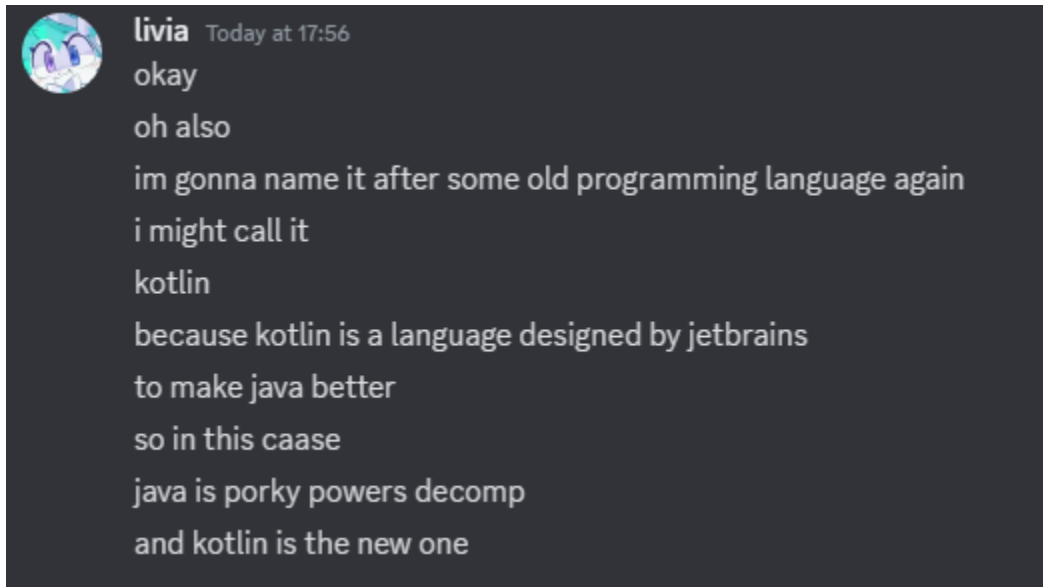 livia Today at 17:56
okay
oh also
im gonna name it after some old programming language again
i might call it
kotlin
because kotlin is a language designed by jetbrains
to make java better
so in this caase
java is porky powers decomp
and kotlin is the new one